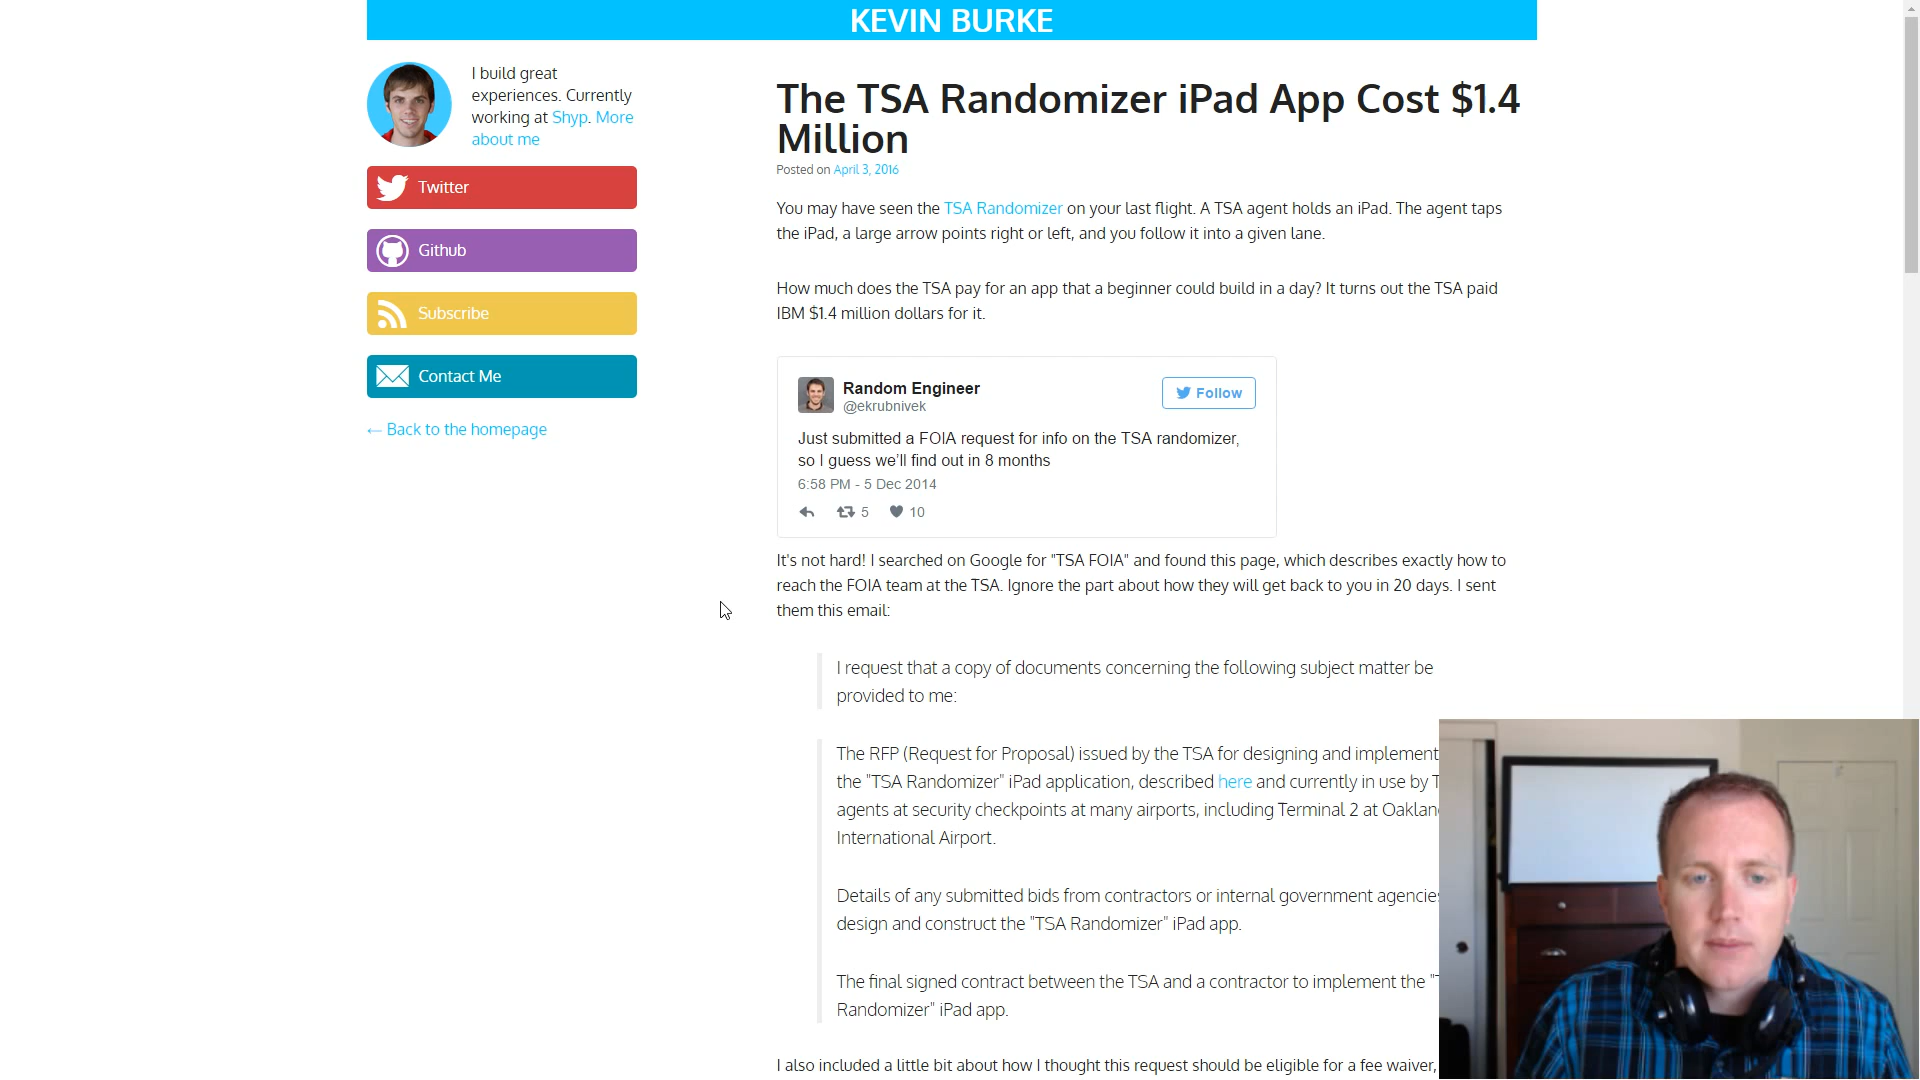 KEVIN BURKE
I build great
experiences. Currently
working at Shyp. More
about me
Twitter
Github
Subscribe
Contact Me
← Back to the homepage
The TSA Randomizer iPad App Cost $1.4
Million
Posted on April 3, 2016
You may have seen the TSA Randomizer on your last flight. A TSA agent holds an iPad. The agent taps
the iPad, a large arrow points right or left, and you follow it into a given lane.
How much does the TSA pay for an app that a beginner could build in a day? It turns out the TSA paid
IBM $1.4 million dollars for it.
Random Engineer
@ekrubnivek
Follow
Just submitted a FOIA request for info on the TSA randomizer,
so I guess we'll find out in 8 months
6:58 PM - 5 Dec 2014
5 10
It's not hard! I searched on Google for "TSA FOIA" and found this page, which describes exactly how to
reach the FOIA team at the TSA. Ignore the part about how they will get back to you in 20 days. I sent
them this email:
I request that a copy of documents concerning the following subject matter be
provided to me:
The RFP (Request for Proposal) issued by the TSA for designing and implement
the "TSA Randomizer" iPad application, described here and currently in use by T
agents at security checkpoints at many airports, including Terminal 2 at Oaklan
International Airport.
Details of any submitted bids from contractors or internal government agencie
design and construct the "TSA Randomizer" iPad app.
The final signed contract between the TSA and a contractor to implement the "T
Randomizer" iPad app.
I also included a little bit about how I thought this request should be eligible for a fee waiver,